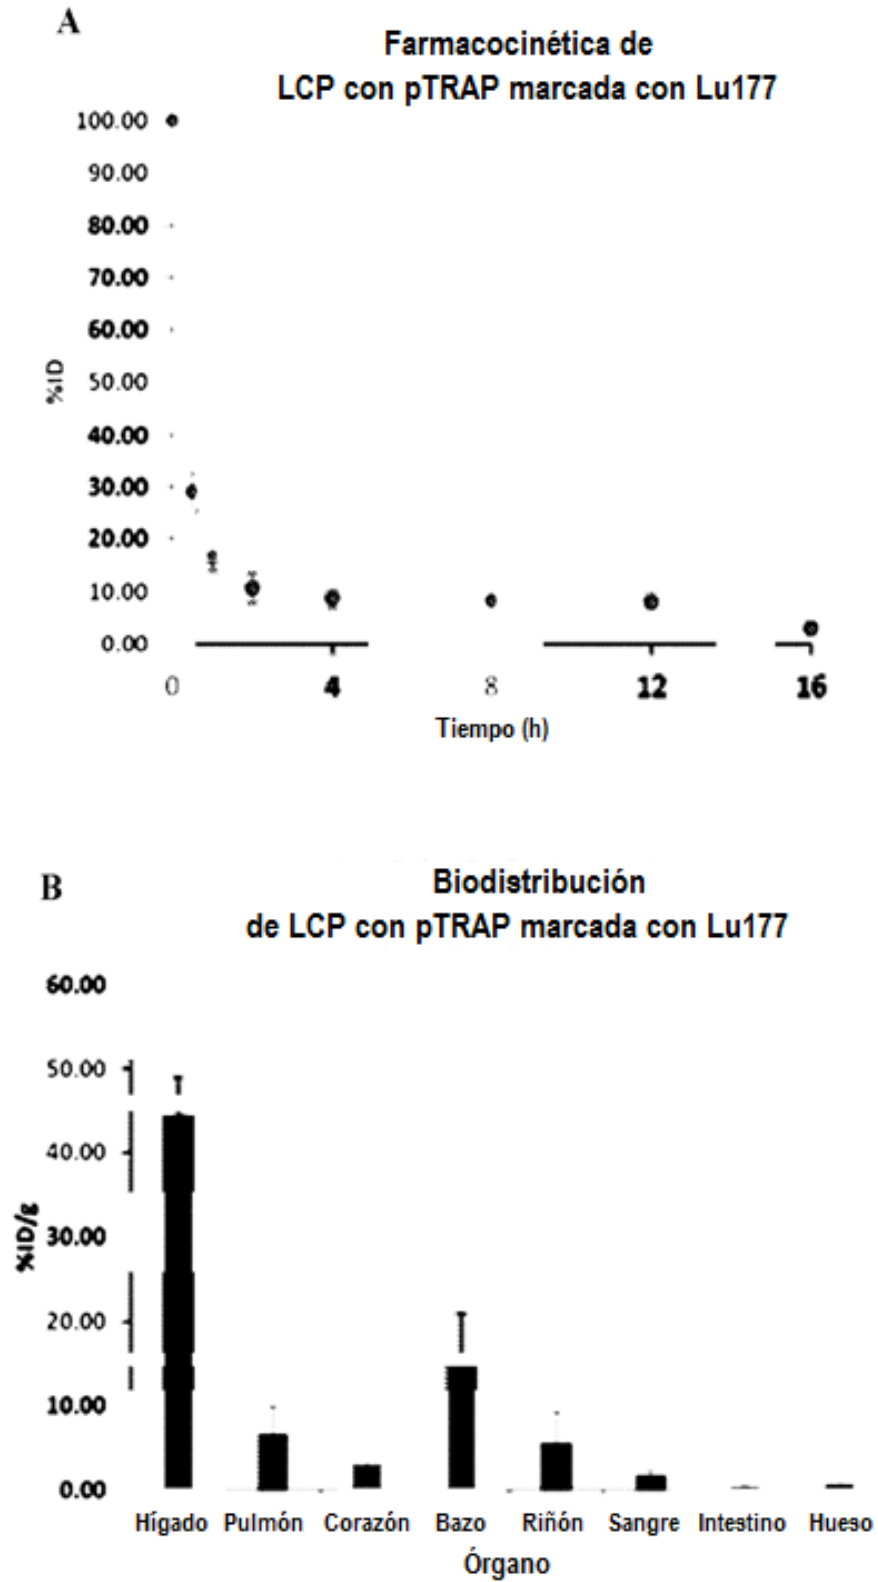 A
Farmacocinética de
LCP con pTRAP marcada con Lu177
100.00
90.00
80.00
70.00
60.00
50.00
40.00
30.00
20.00
10.00
0.00
%ID
0 4 8 12 16
Tiempo (h)
B
Biodistribución
de LCP con pTRAP marcada con Lu177
60.00
50.00
40.00
30.00
20.00
10.00
0.00
%ID/g
Hígado Pulmón Corazón Bazo Riñón Sangre Intestino Hueso
Órgano